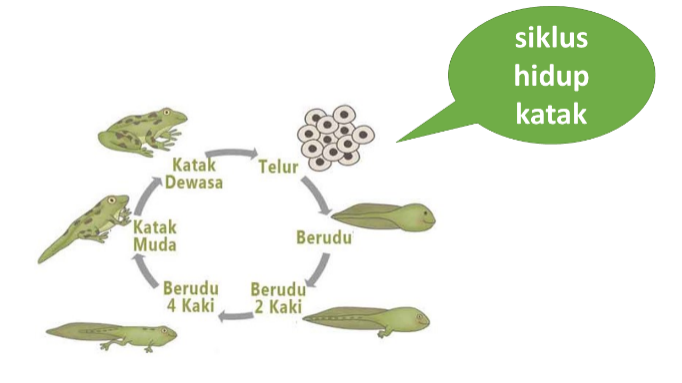 siklus
hidup
katak
Katak
Dewasa
Telur
Berudu
Berudu
2 Kaki
Berudu
4 Kaki
Katak
Muda